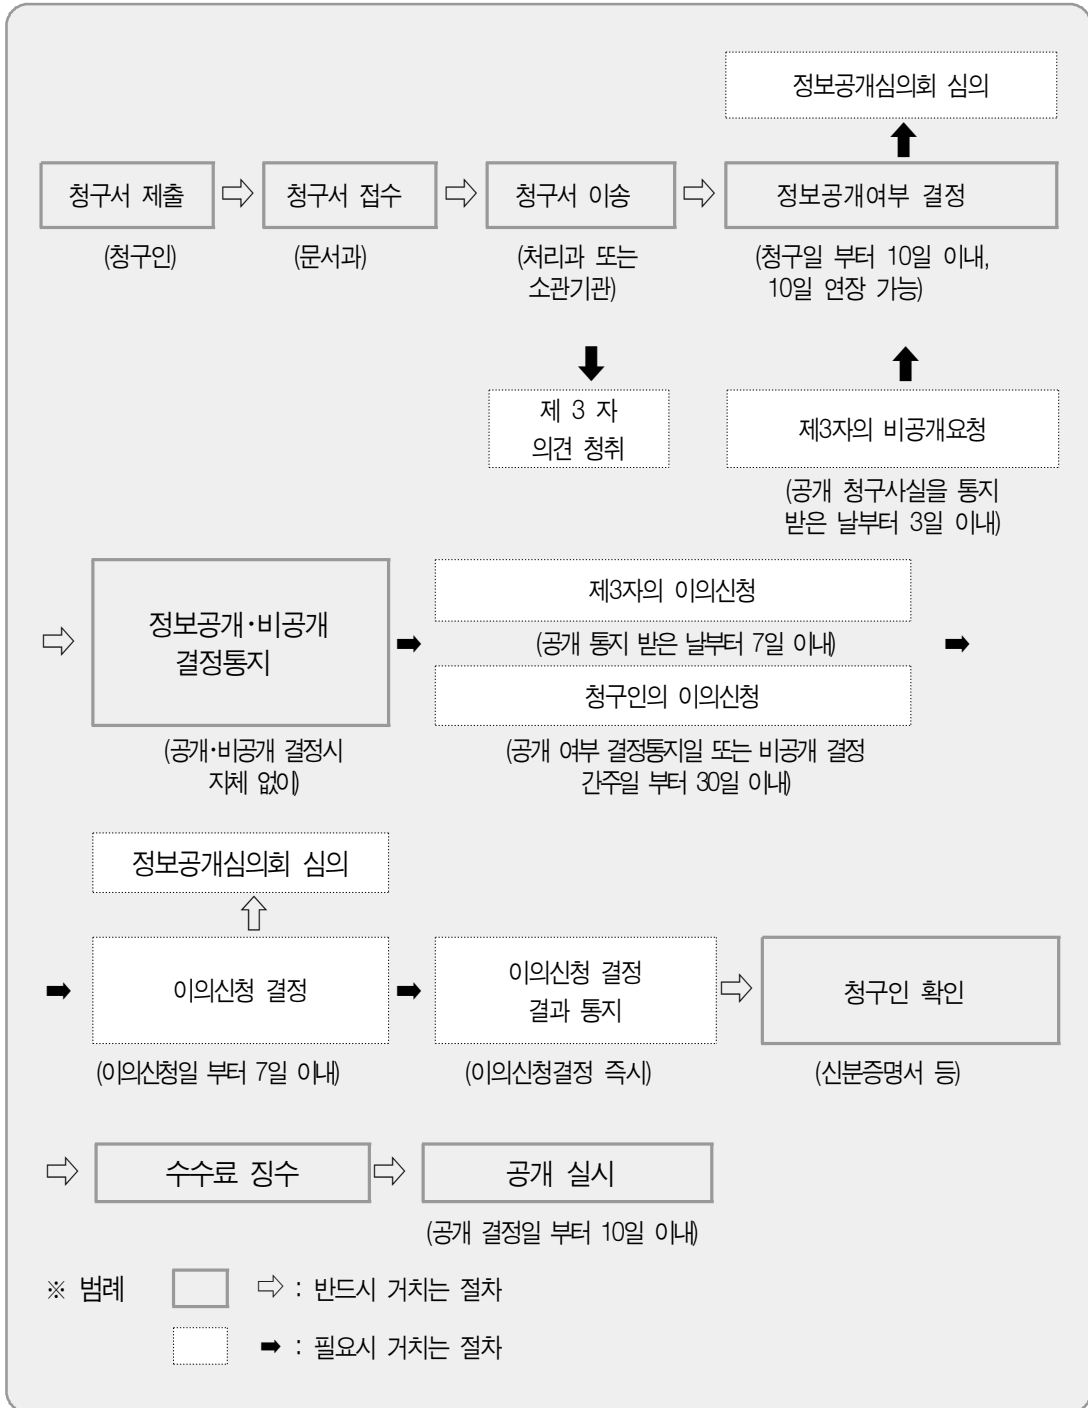 정보공개심의회 심의
청구서 제출 ⇨ 청구서 접수 ⇨ 청구서 이송 ⇨ 정보공개여부 결정
(청구인)
(문서과)
(처리과 또는
소관기관)
(청구일 부터 10일 이내,
10일 연장 가능)
제 3 자
의견 청취
제3자의 비공개요청
(공개 청구사실을 통지
받은 날부터 3일 이내)
정보공개·비공개
결정통지
(공개·비공개 결정시
지체 없이)
제3자의 이의신청
(공개 통지 받은 날부터 7일 이내)
청구인의 이의신청
(공개 여부 결정통지일 또는 비공개 결정
간주일 부터 30일 이내)
정보공개심의회 심의
이의신청 결정
(이의신청일 부터 7일 이내)
이의신청 결정
결과 통지
(이의신청결정 즉시)
청구인 확인
(신분증명서 등)
수수료 징수
공개 실시
(공개 결정일 부터 10일 이내)
※ 범례 ⇨ : 반드시 거치는 절차
➡ : 필요시 거치는 절차